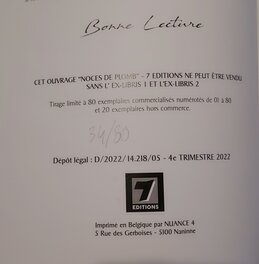 Bonne Lecture
CET OUVRAGE "NOCES DE PLOMB" - 7 EDITIONS NE PEUT ÊTRE VENDU
SANS L' EX-LIBRIS 1 ET L'EX-LIBRIS 2
Tirage limité à 80 exemplaires commercialisés numérotés de 01 à 80
et 20 exemplaires hors commerce.
34/80
Dépôt légal : D/2022/14.218/05 - 4e TRIMESTRE 2022
7
EDITIONS
Imprimé en Belgique par NUANCE 4
5 Rue des Gerboises - 5100 Naninne